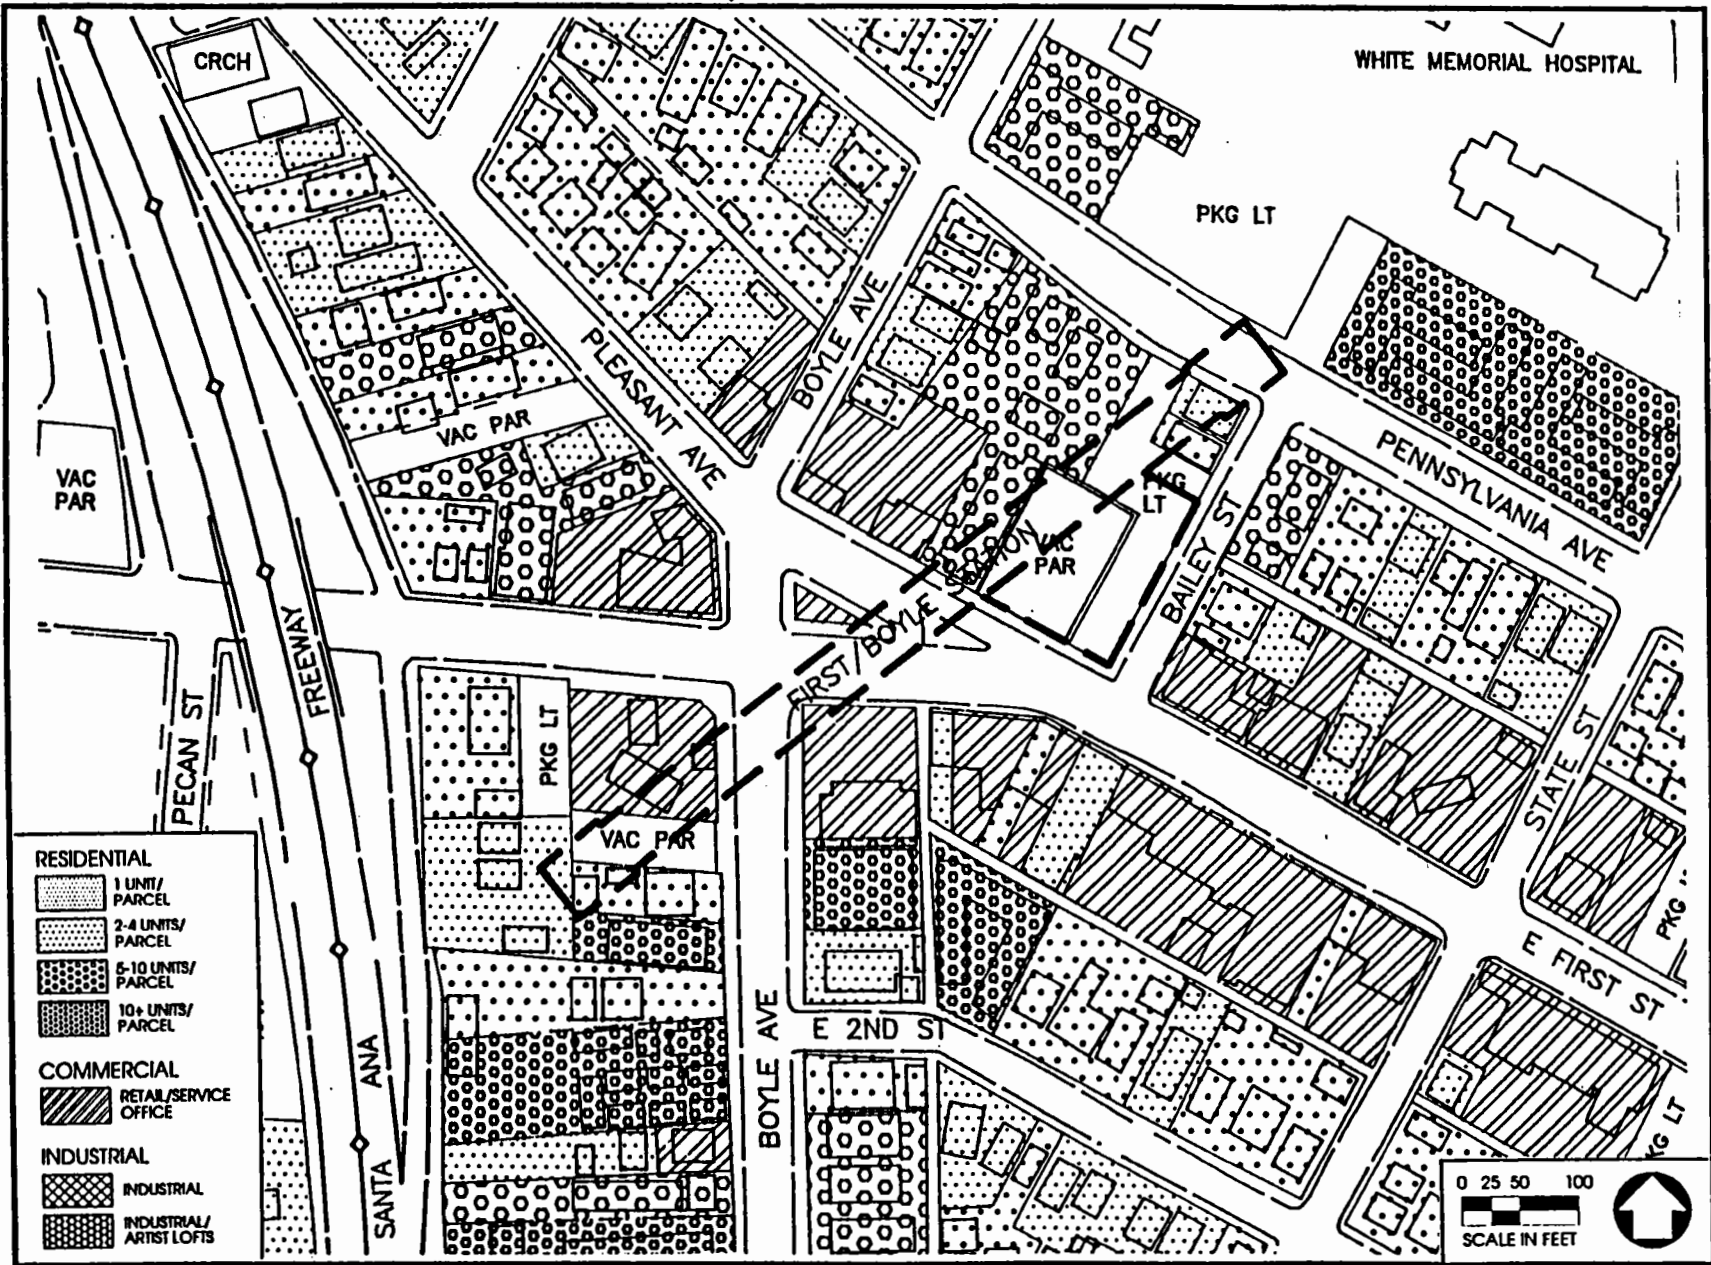 CRCH
WHITE MEMORIAL HOSPITAL
PKG LT
BOYLE AVE
PLEASANT AVE
VAC PAR
VAC
PAR
PENNSYLVANIA AVE
PKG
LT
VAC
PAR
BAILEY ST
FIRST/BOYLE STATION
FREEWAY
PECAN ST
PKG LT
VAC PAR
STATE ST
E FIRST ST
PKG
E 2ND ST
BOYLE AVE
SANTA ANA
PKG LT
RESIDENTIAL
1 UNIT/
PARCEL
2-4 UNITS/
PARCEL
5-10 UNITS/
PARCEL
10+ UNITS/
PARCEL
COMMERCIAL
RETAIL/SERVICE
OFFICE
INDUSTRIAL
INDUSTRIAL
INDUSTRIAL/
ARTIST LOFTS
0 25 50 100
SCALE IN FEET